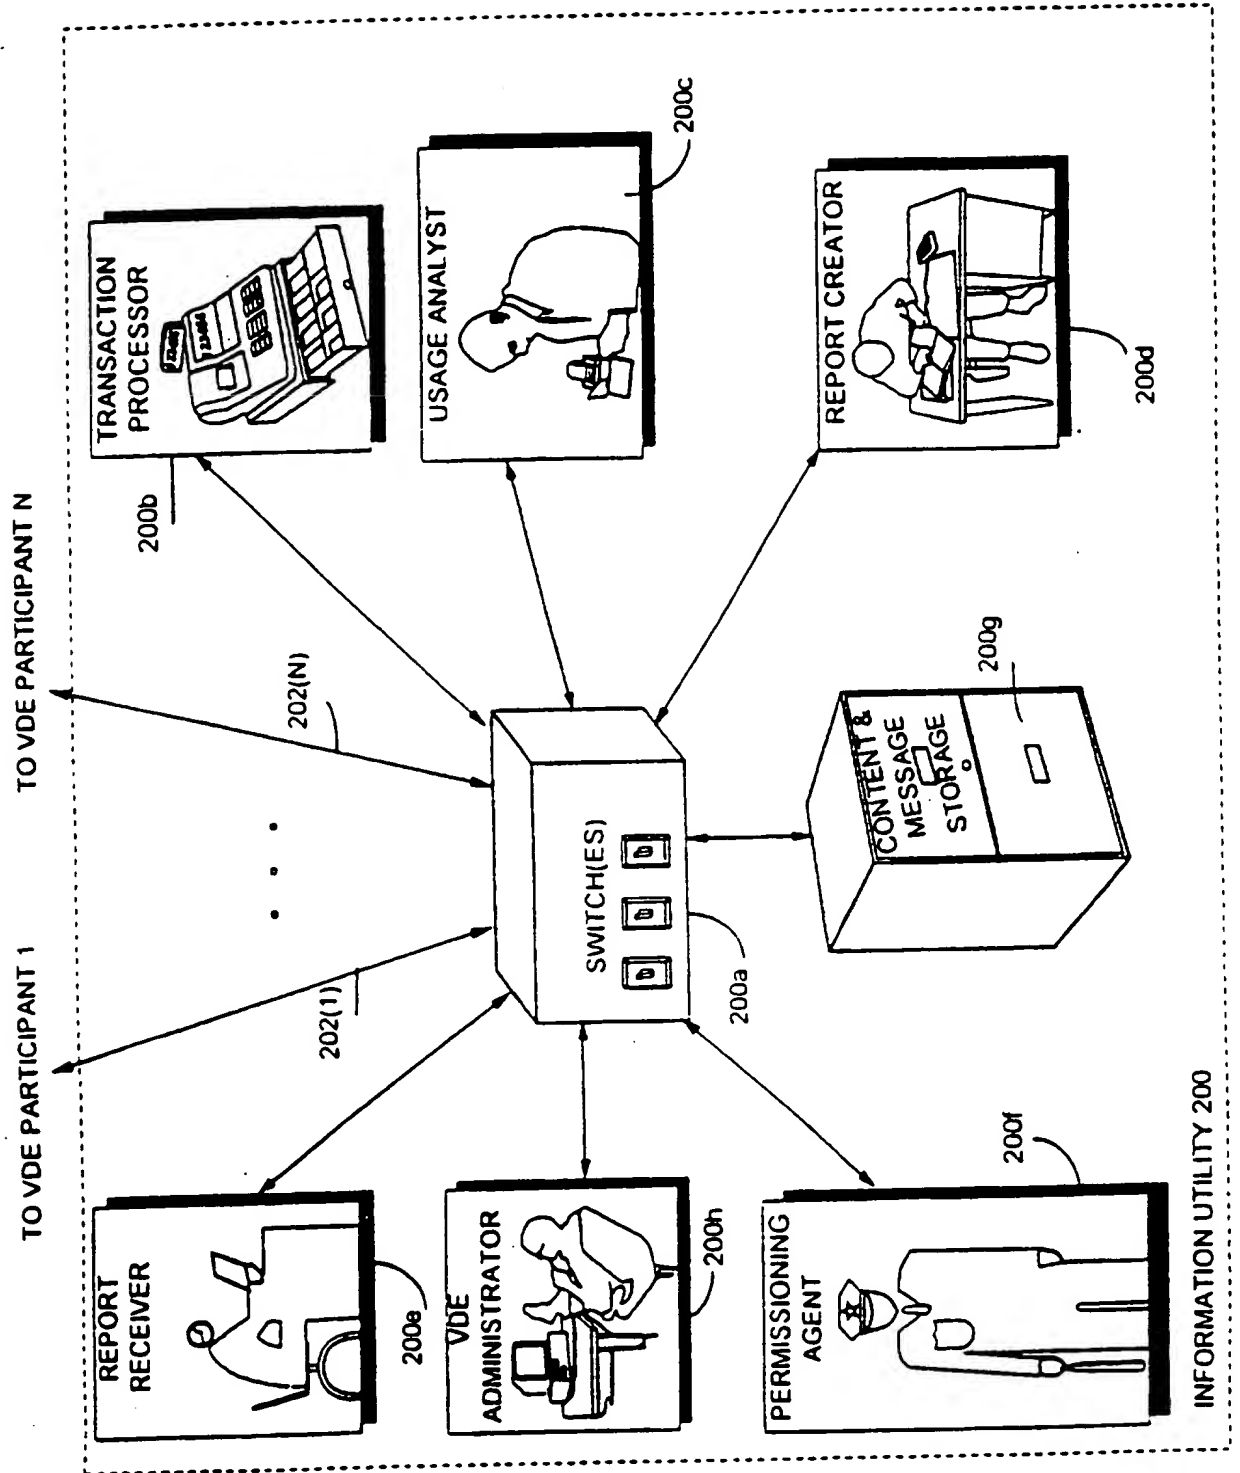 TO VDE PARTICIPANT 1
TO VDE PARTICIPANT N
202(1)
202(N)
REPORT
RECEIVER
200e
TRANSACTION
PROCESSOR
200b
VDE
ADMINISTRATOR
200h
SWITCH(ES)
200a
USAGE ANALYST
200c
PERMISSIONING
AGENT
200f
CONTENT &
MESSAGE
STORAGE
200g
REPORT CREATOR
200d
INFORMATION UTILITY 200